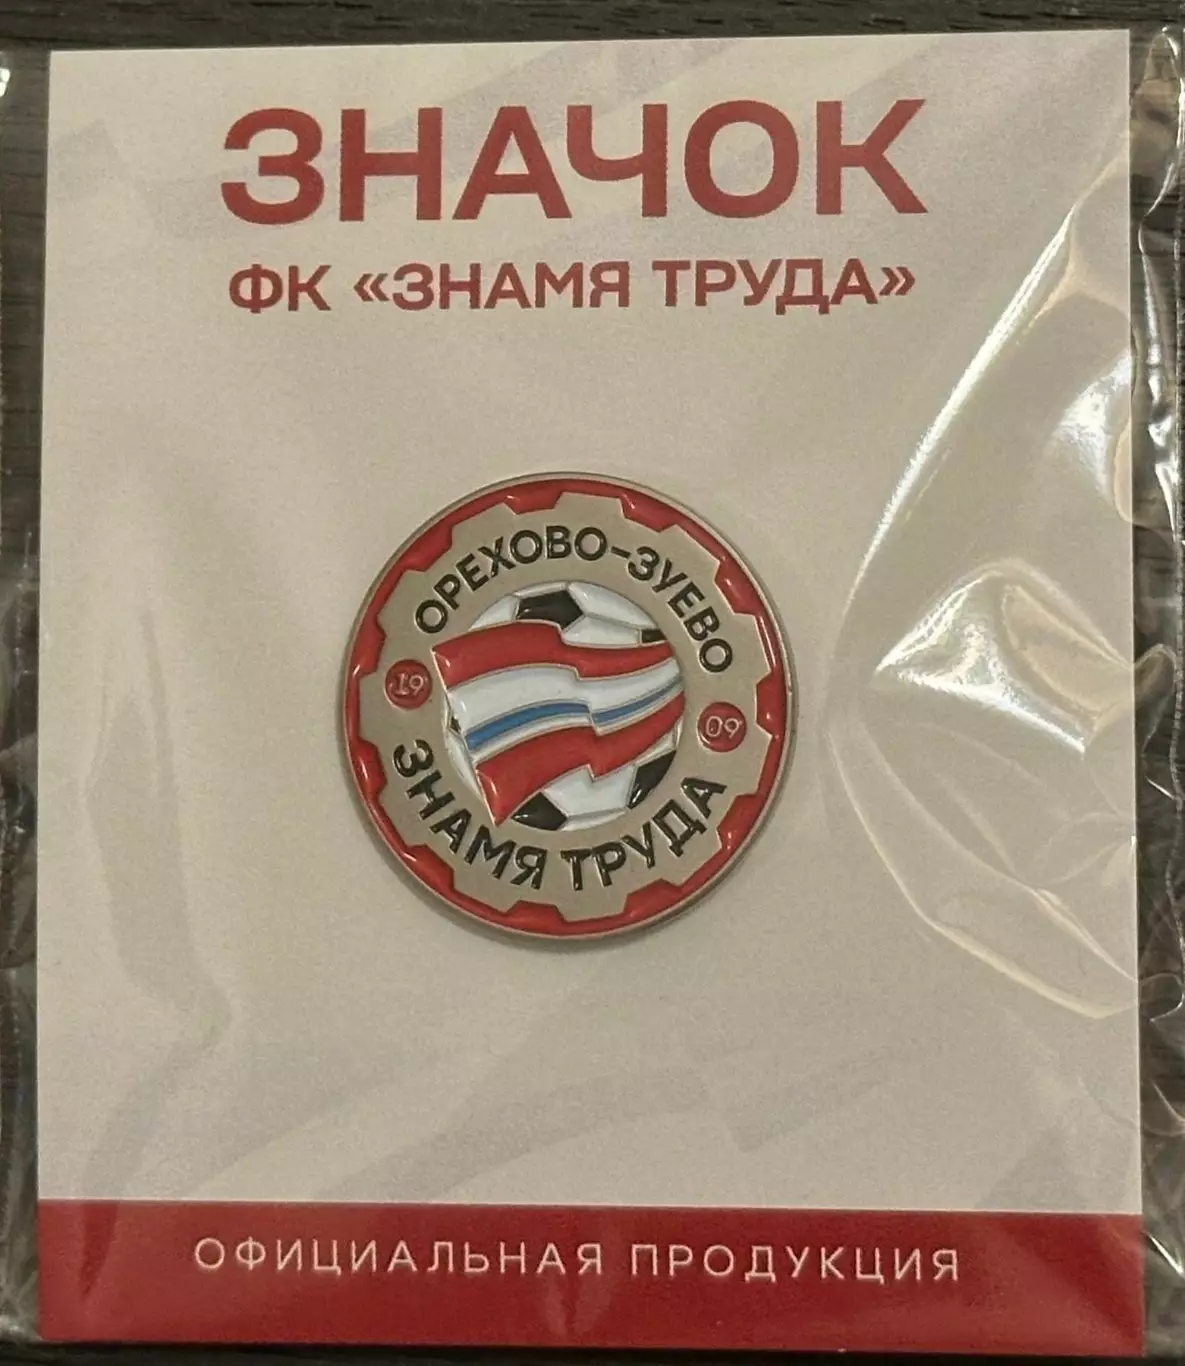 ЗНАЧОК
ФК «ЗНАМЯ ТРУДА»
ОРЕХОВО-ЗУЕВО
19
09
ЗНАМЯ ТРУДА
ОФИЦИАЛЬНАЯ ПРОДУКЦИЯ